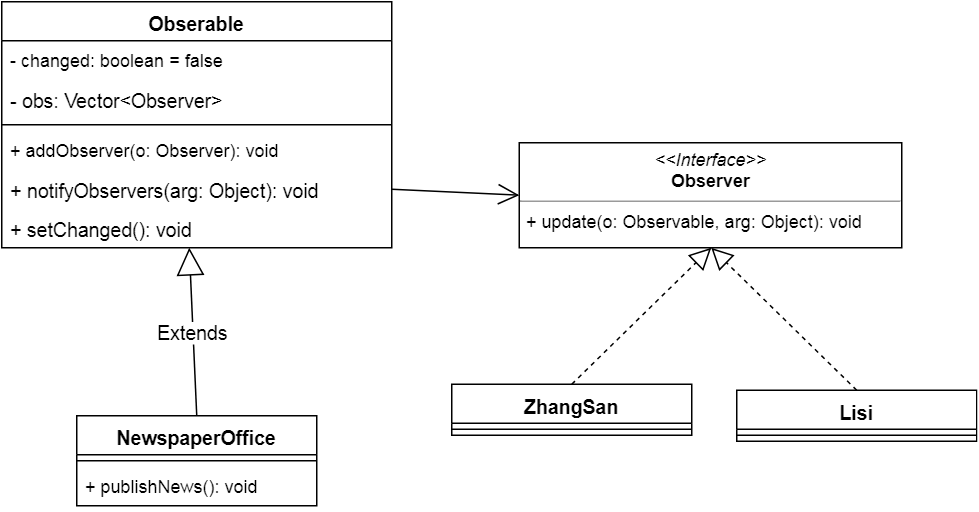 Obserable
- changed: boolean = false
- obs: Vector<Observer>
+ addObserver(o: Observer): void
+ notifyObservers(arg: Object): void
+ setChanged(): void
<<Interface>>
Observer
+ update(o: Observable, arg: Object): void
Extends
ZhangSan
Lisi
NewspaperOffice
+ publishNews(): void